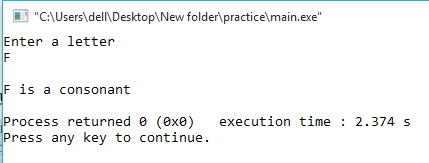 "C:\Users\dell\Desktop\New folder\practice\main.exe"
Enter a letter
F
F is a consonant
Process returned 0 (0x0)   execution time : 2.374 s
Press any key to continue.